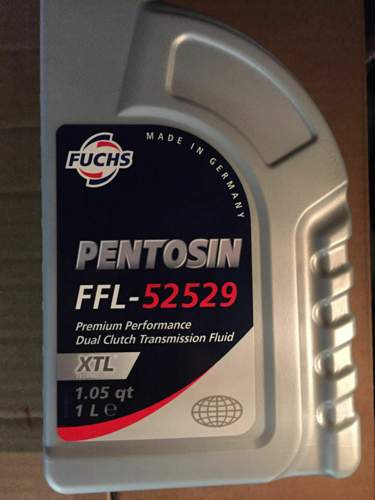 FUCHS
MADE IN GERMANY
PENTOSIN
FFL-52529
Premium Performance
Dual Clutch Transmission Fluid
XTL®
1.05 qt
1 L ℮